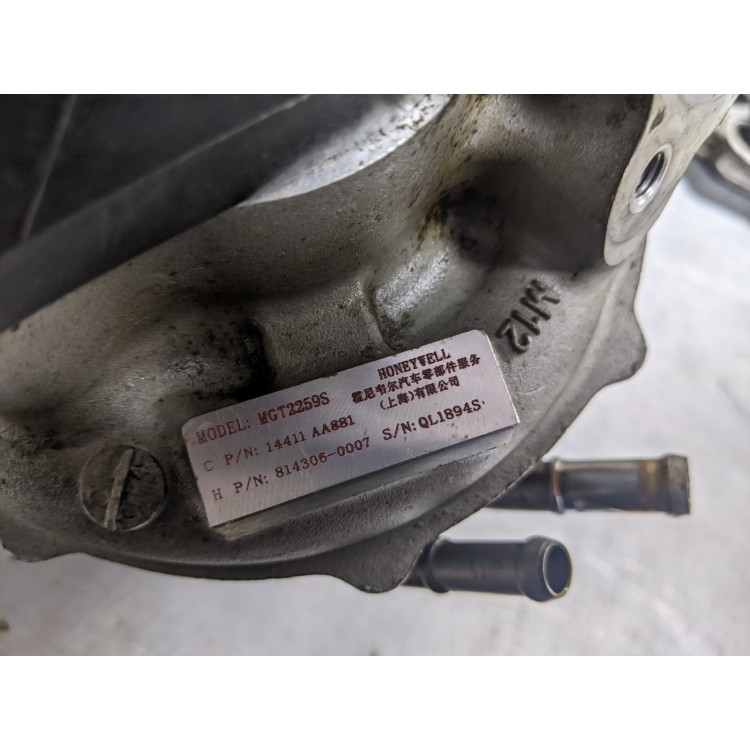 HONEYWELL
MODEL: MGT2259S 霍尼韦尔汽车零部件服务
(上海)有限公司
C P/N: 14411 AA881
H P/N: 814306-0007 S/N: QL1894S
W12